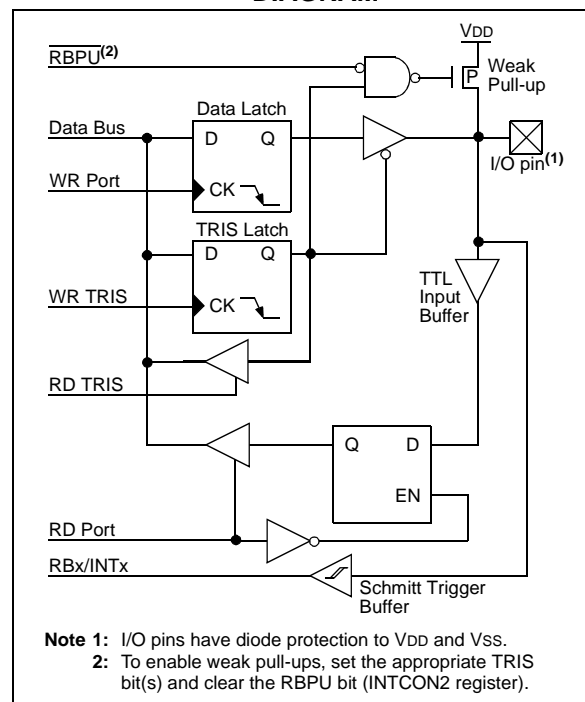 DIAGRAM
VDD
RBPU(2)
Weak
Pull-up
P
Data Latch
Data Bus
D Q
I/O pin(1)
WR Port
CK
TRIS Latch
D Q
TTL
Input
Buffer
WR TRIS
CK
RD TRIS
Q D
EN
RD Port
RBx/INTx
Schmitt Trigger
Buffer
Note 1: I/O pins have diode protection to VDD and VSS.
2: To enable weak pull-ups, set the appropriate TRIS
bit(s) and clear the RBPU bit (INTCON2 register).